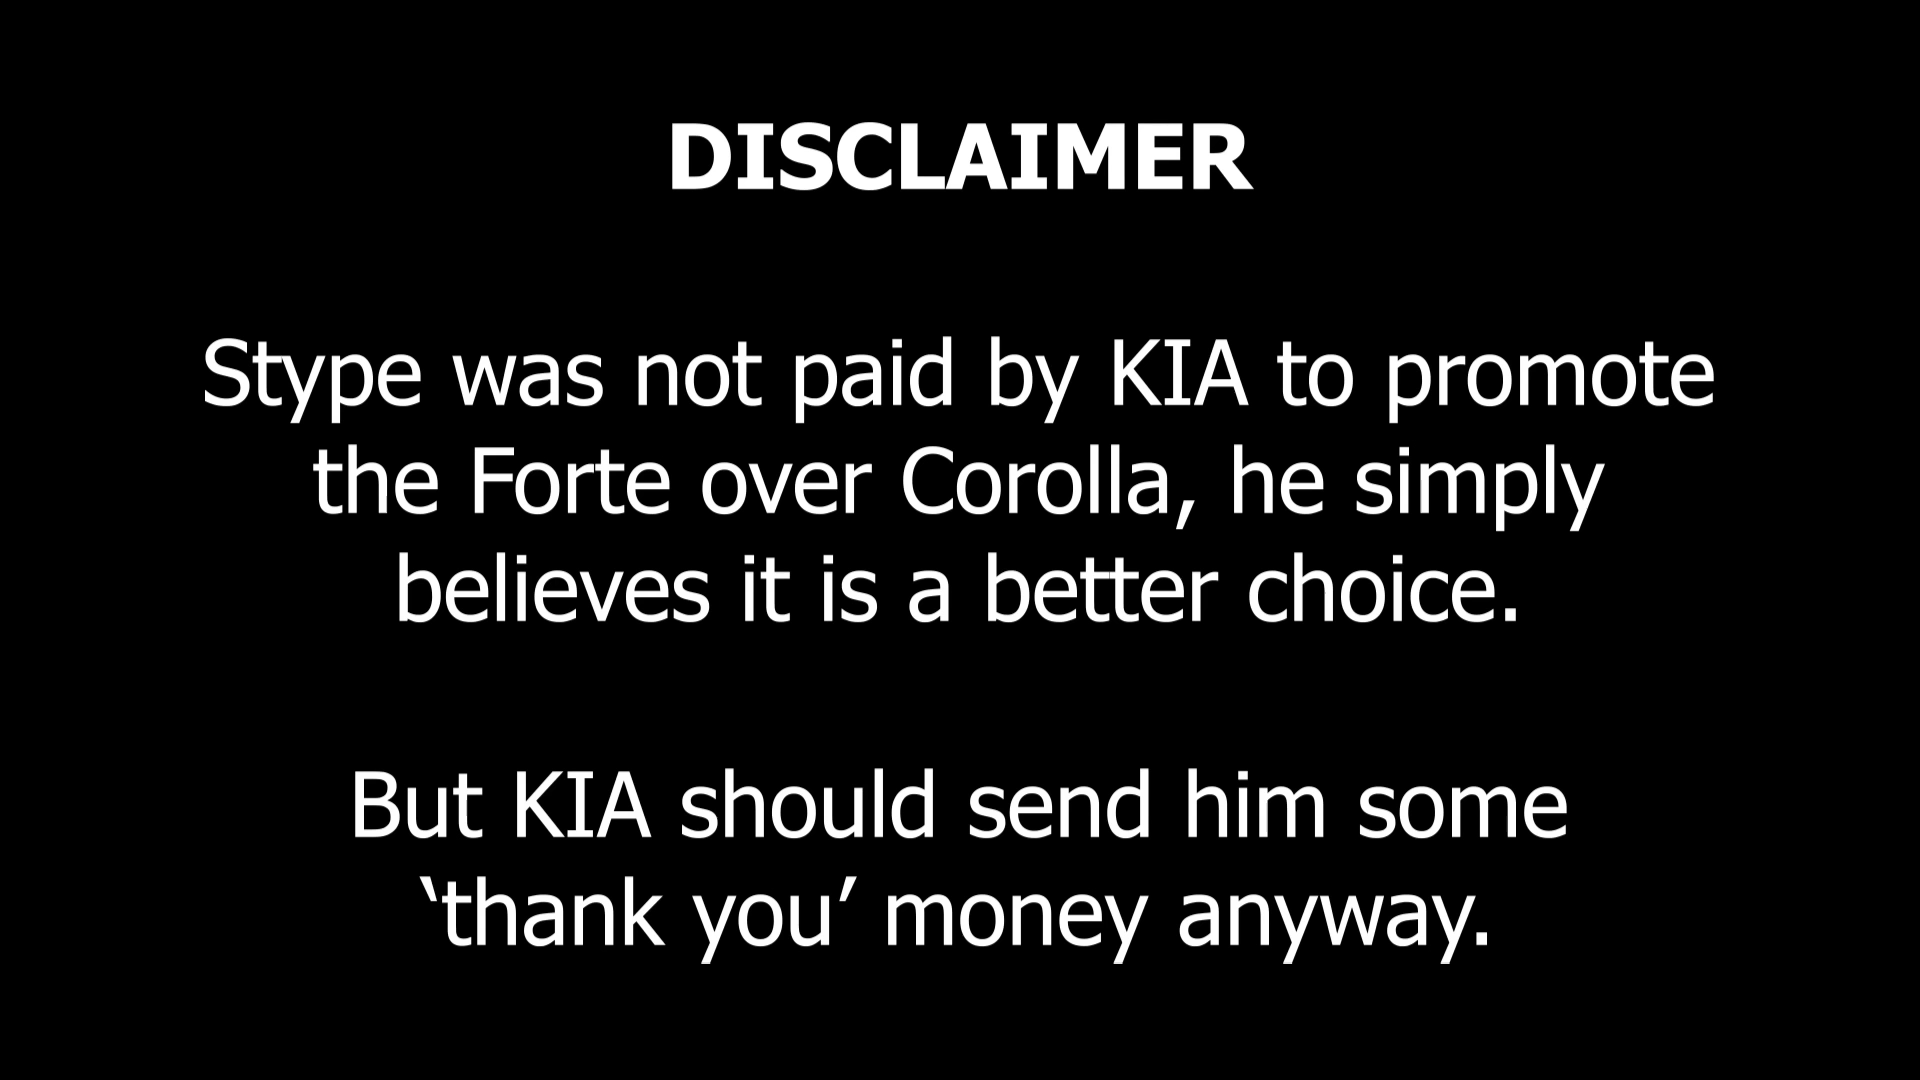 DISCLAIMER
Stype was not paid by KIA to promote
the Forte over Corolla, he simply
believes it is a better choice.
But KIA should send him some
‘thank you’ money anyway.